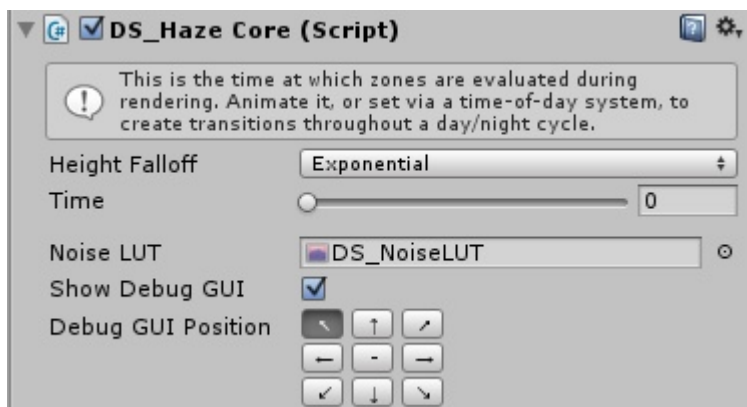 DS_Haze Core (Script)
This is the time at which zones are evaluated during
rendering. Animate it, or set via a time-of-day system, to
create transitions throughout a day/night cycle.
Height Falloff Exponential
Time 0
Noise LUT DS_NoiseLUT
Show Debug GUI
Debug GUI Position